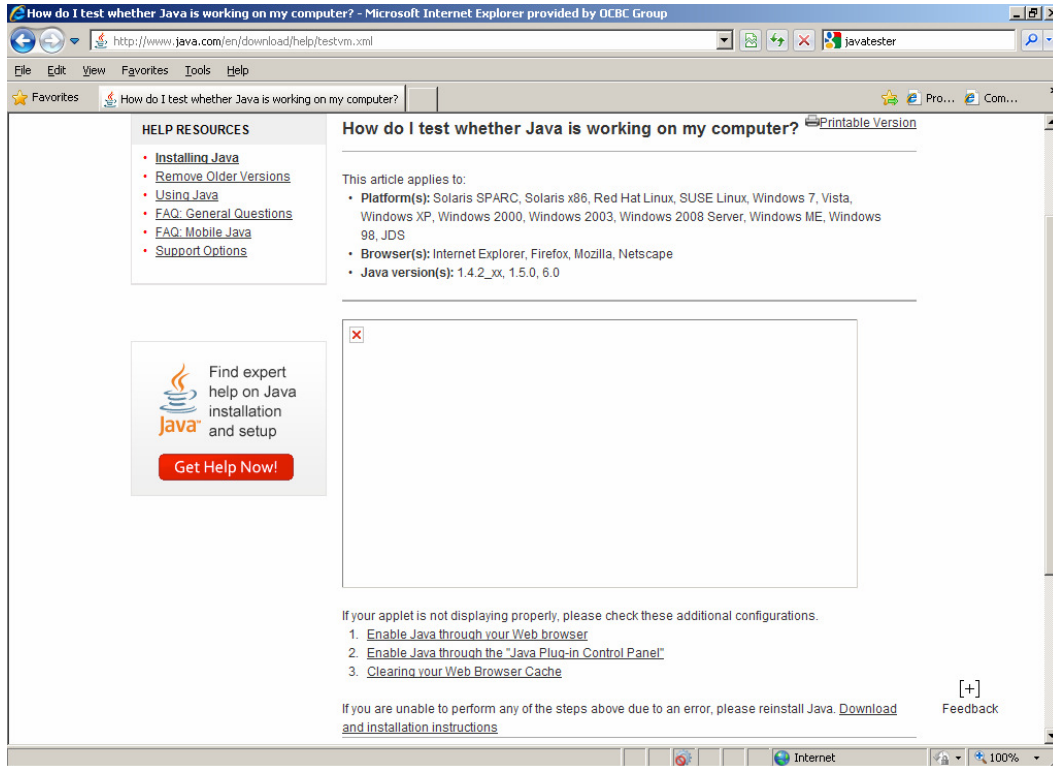 How do I test whether Java is working on my computer? - Microsoft Internet Explorer provided by OCBC Group
http://www.java.com/en/download/help/testvm.xml
javatester
File Edit View Favorites Tools Help
Favorites
How do I test whether Java is working on my computer?
Pro...
Com...
HELP RESOURCES
• Installing Java
• Remove Older Versions
• Using Java
• FAQ: General Questions
• FAQ: Mobile Java
• Support Options
Find expert
help on Java
installation
and setup
Java™
Get Help Now!
How do I test whether Java is working on my computer?
Printable Version
This article applies to:
• Platform(s): Solaris SPARC, Solaris x86, Red Hat Linux, SUSE Linux, Windows 7, Vista,
Windows XP, Windows 2000, Windows 2003, Windows 2008 Server, Windows ME, Windows
98, JDS
• Browser(s): Internet Explorer, Firefox, Mozilla, Netscape
• Java version(s): 1.4.2_xx, 1.5.0, 6.0
If your applet is not displaying properly, please check these additional configurations.
1. Enable Java through your Web browser
2. Enable Java through the "Java Plug-in Control Panel"
3. Clearing your Web Browser Cache
If you are unable to perform any of the steps above due to an error, please reinstall Java. Download
and installation instructions
[+]
Feedback
Internet
100%